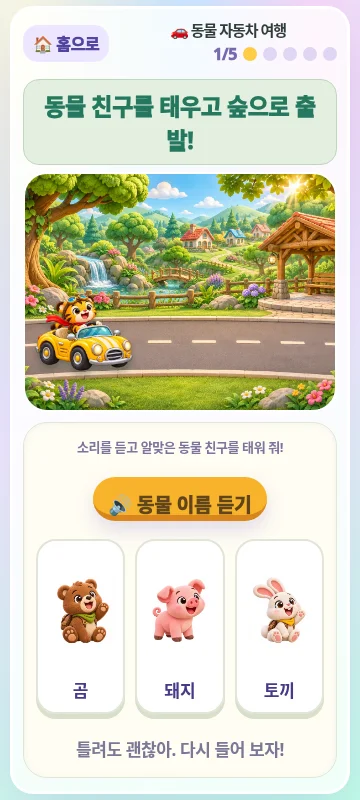 🏠 홈으로
🚗 동물 자동차 여행
1/5
동물 친구를 태우고 숲으로 출
발!
소리를 듣고 알맞은 동물 친구를 태워 줘!
🔊 동물 이름 듣기
곰
돼지
토끼
틀려도 괜찮아. 다시 들어 보자!